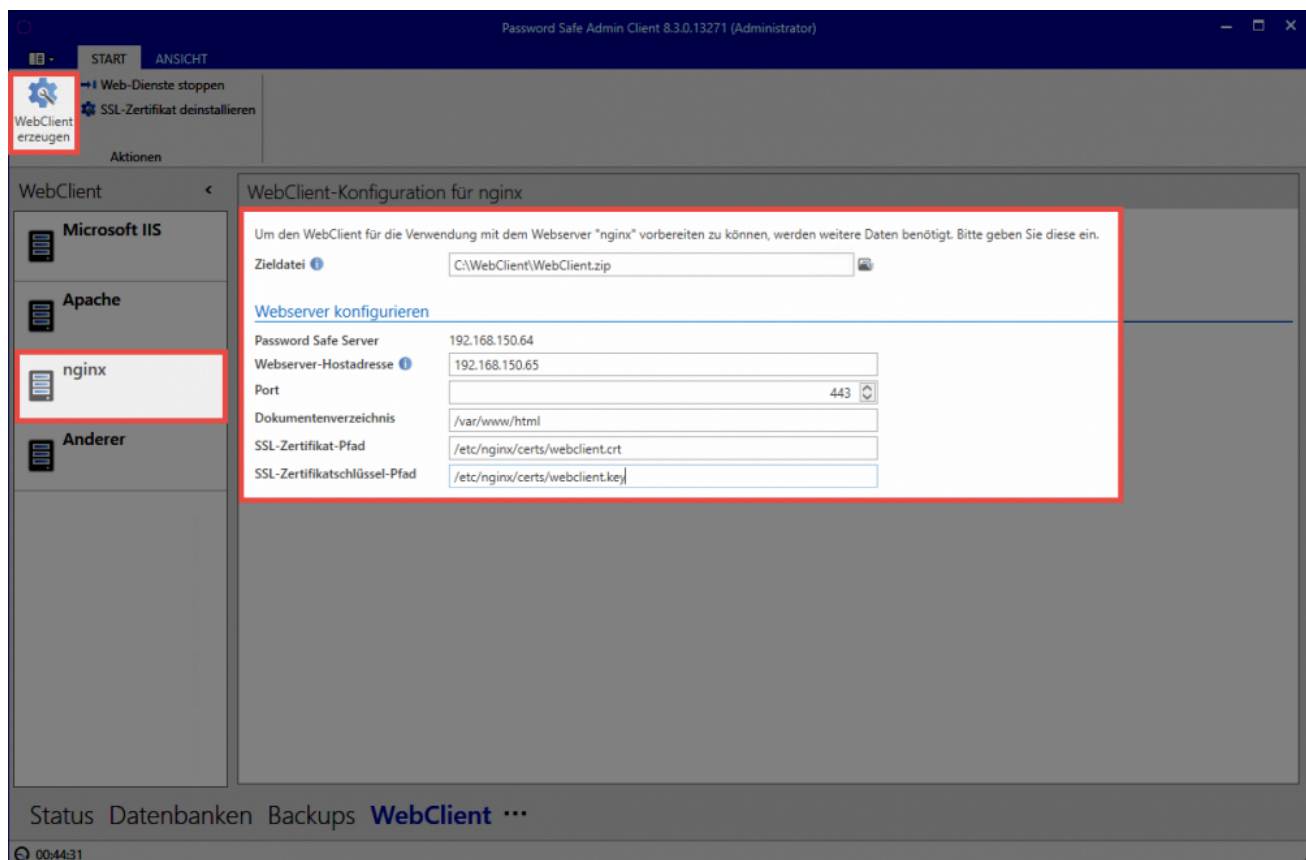 Password Safe Admin Client 8.3.0.13271 (Administrator)
START ANSICHT
WebClient
erzeugen
Web-Dienste stoppen
SSL-Zertifikat deinstallieren
Aktionen
WebClient
Microsoft IIS
Apache
nginx
Anderer
WebClient-Konfiguration für nginx
Um den WebClient für die Verwendung mit dem Webserver "nginx" vorbereiten zu können, werden weitere Daten benötigt. Bitte geben Sie diese ein.
Zieldatei C:\WebClient\WebClient.zip
Webserver konfigurieren
Password Safe Server 192.168.150.64
Webserver-Hostadresse 192.168.150.65
Port 443
Dokumentenverzeichnis /var/www/html
SSL-Zertifikat-Pfad /etc/nginx/certs/webclient.crt
SSL-Zertifikatschlüssel-Pfad /etc/nginx/certs/webclient.key
Status Datenbanken Backups WebClient ···
00:44:31